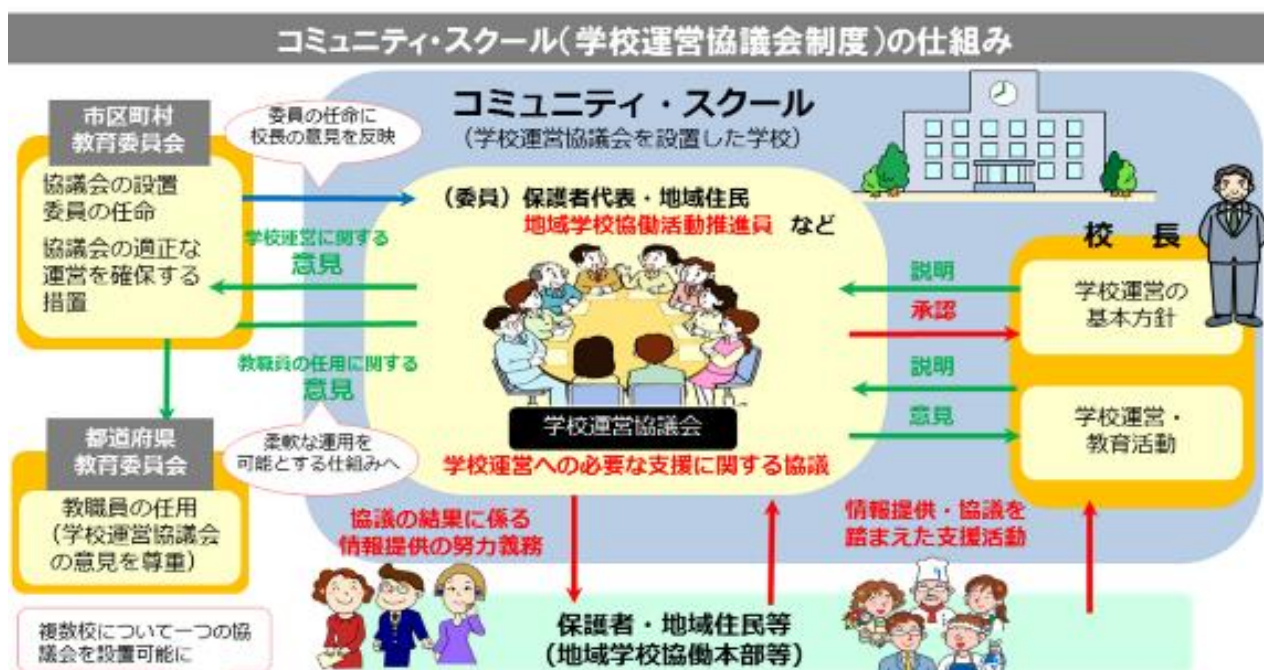 コミュニティ・スクール(学校運営協議会制度)の仕組み
市区町村
教育委員会
協議会の設置
委員の任命
協議会の適正な
運営を確保する
措置
委員の任命に
校長の意見を反映
コミュニティ・スクール
(学校運営協議会を設置した学校)
(委員)保護者代表・地域住民
地域学校協働活動推進員 など
学校運営に関する
意見
教職員の任用に関する
意見
柔軟な運用を
可能とする仕組みへ
学校運営協議会
学校運営への必要な支援に関する協議
校 長
説明
承認
学校運営の
基本方針
説明
意見
学校運営・
教育活動
都道府県
教育委員会
教職員の任用
(学校運営協議会
の意見を尊重)
協議の結果に係る
情報提供の努力義務
情報提供・協議を
踏まえた支援活動
複数校について一つの協
議会を設置可能に
保護者・地域住民等
(地域学校協働本部等)